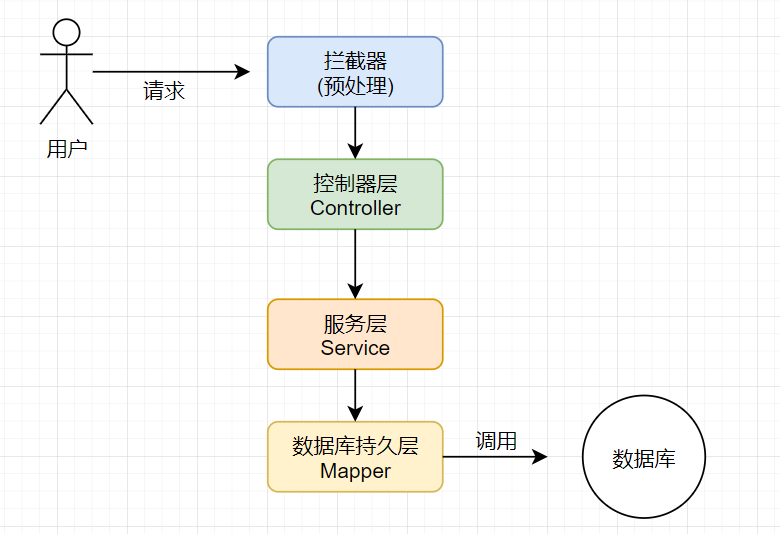 拦截器
(预处理)
请求
用户
控制器层
Controller
服务层
Service
数据库持久层
Mapper
调用
数据库